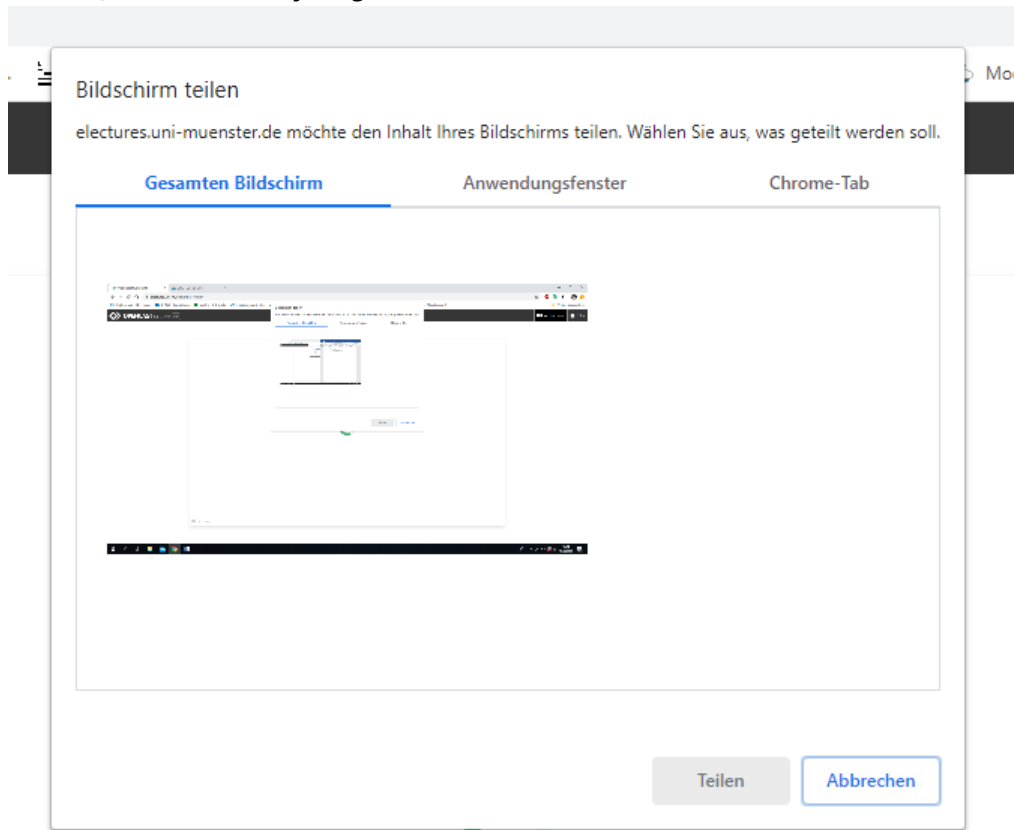 Bildschirm teilen
electures.uni-muenster.de möchte den Inhalt Ihres Bildschirms teilen. Wählen Sie aus, was geteilt werden soll.
Gesamten Bildschirm Anwendungsfenster Chrome-Tab
Teilen Abbrechen